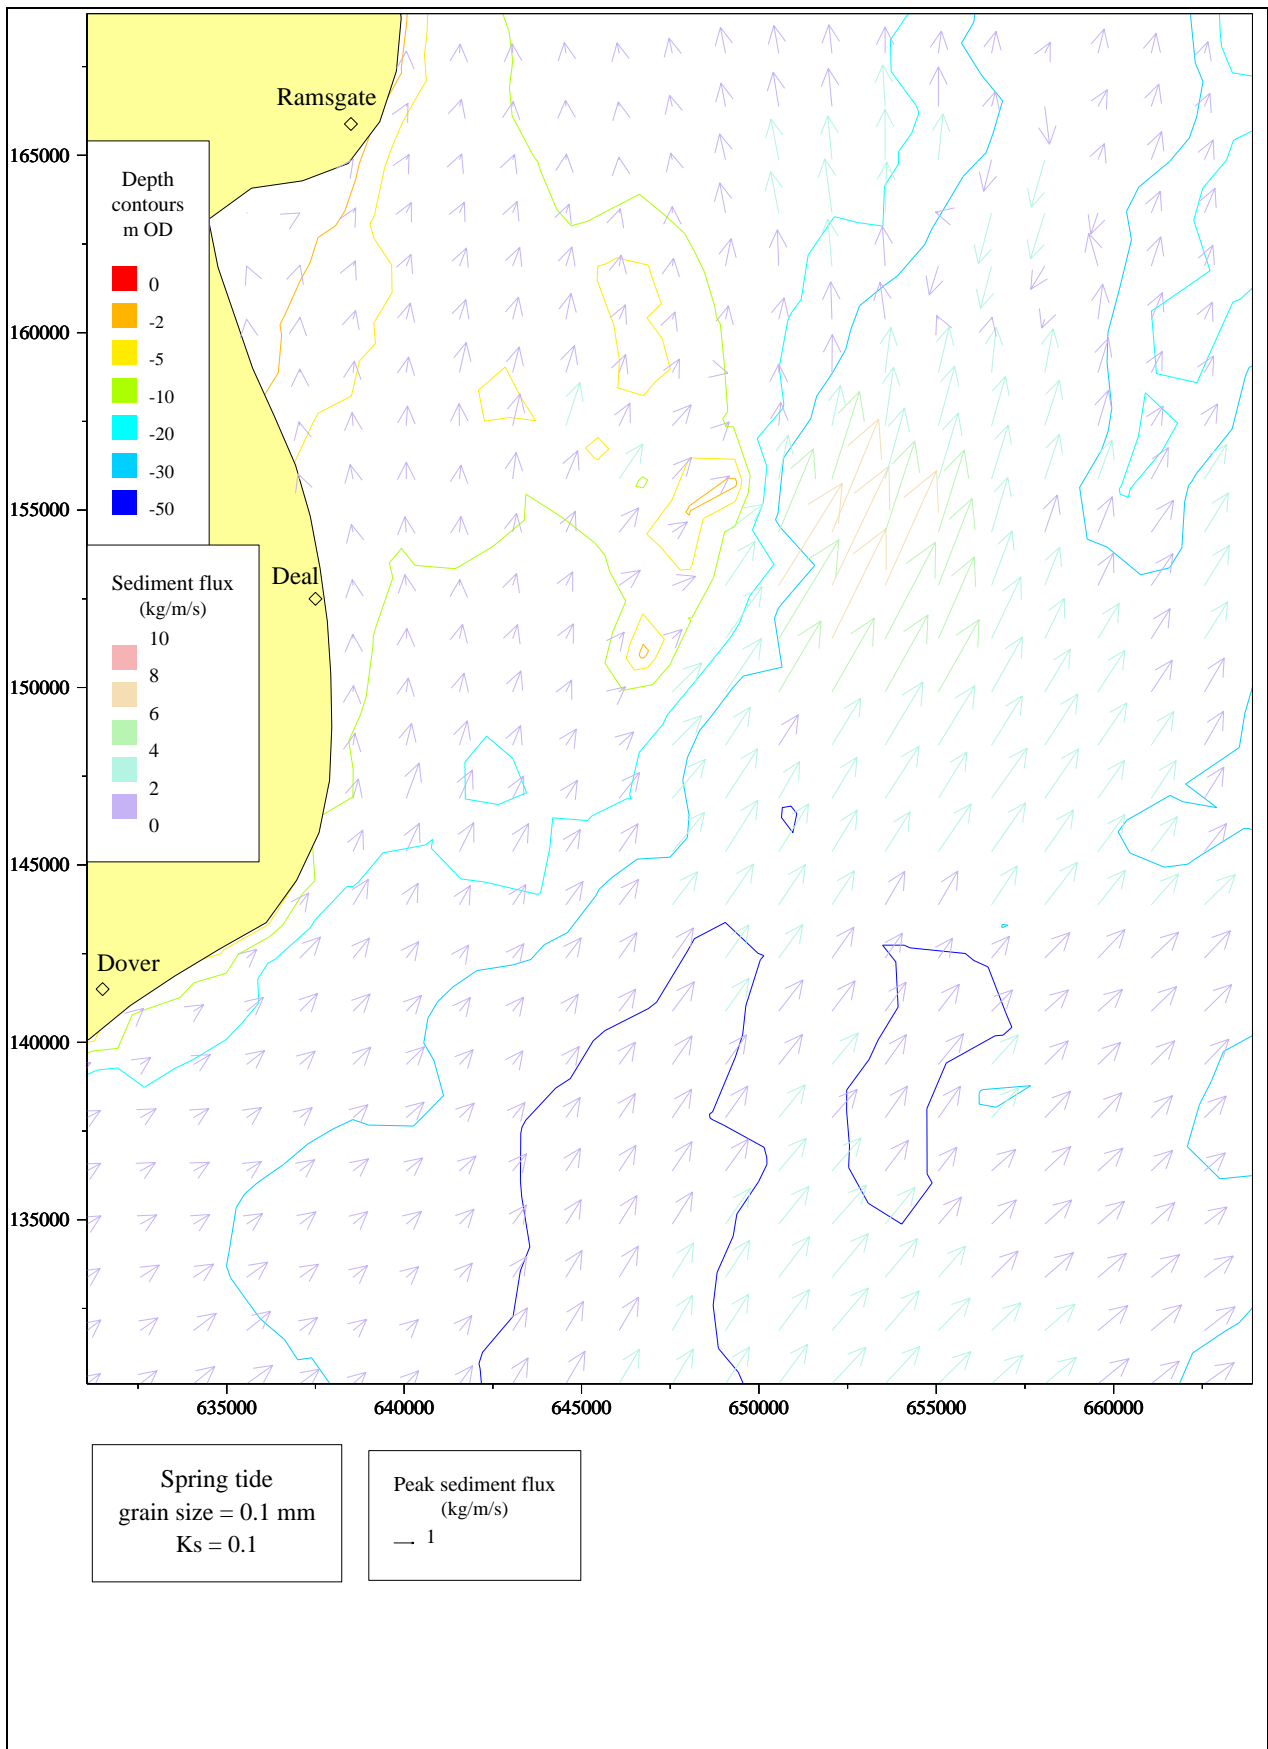 Ramsgate
165000
Depth
contours
m OD
0
-2
160000
-5
-10
-20
-30
155000
-50
Sediment flux
(kg/m/s)
Deal
10
8
150000
6
4
2
0
145000
Dover
140000
135000
635000 640000 645000 650000 655000 660000
Spring tide
grain size = 0.1 mm
Ks = 0.1
Peak sediment flux
(kg/m/s)
1